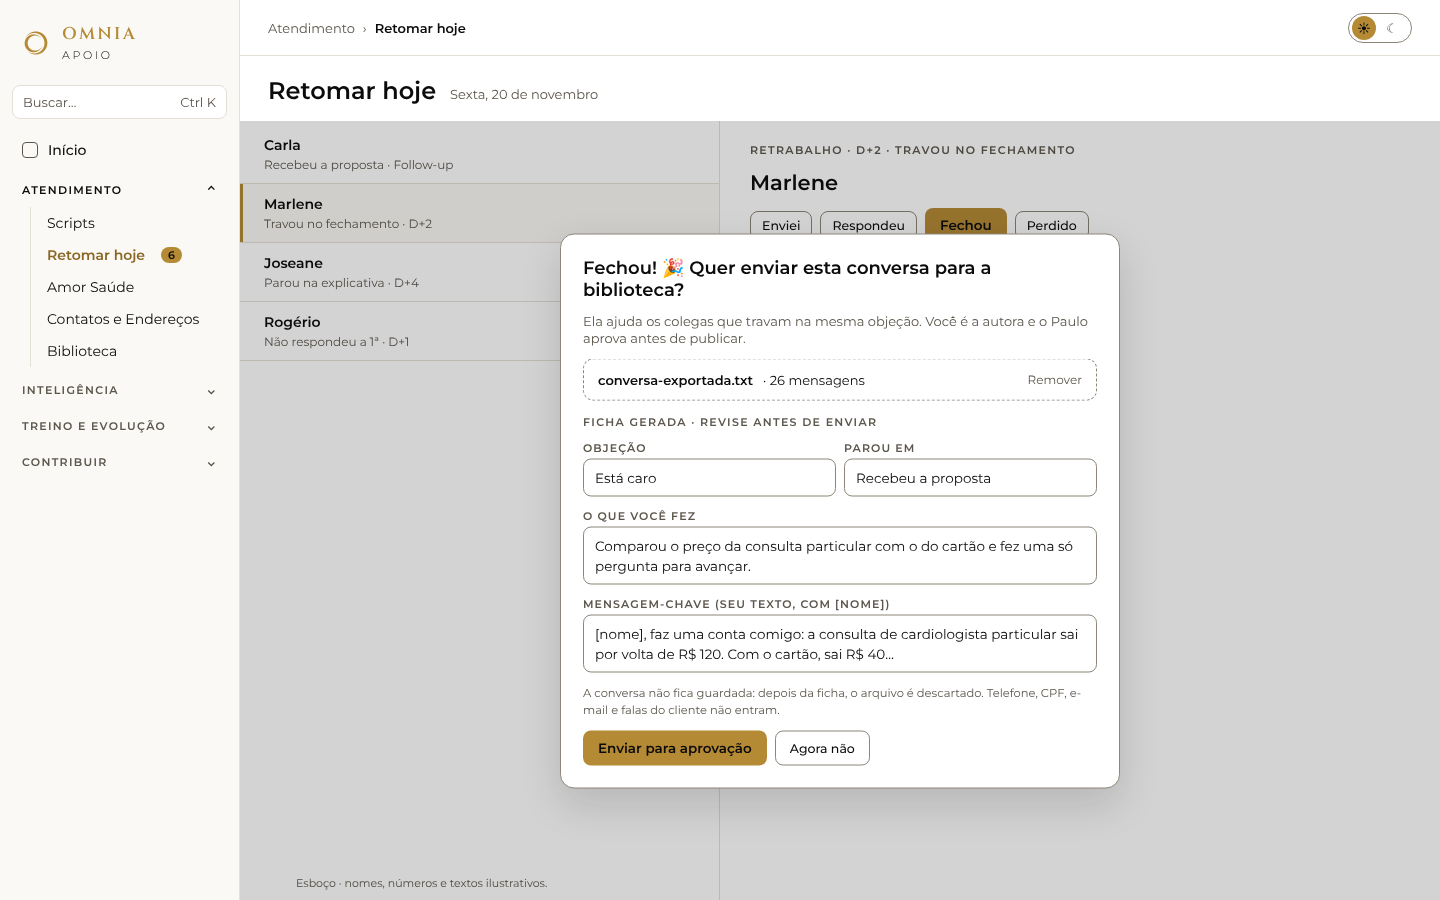 OMNIA
APOIO
Buscar... Ctrl K
Início
ATENDIMENTO
Scripts
Retomar hoje 6
Amor Saúde
Contatos e Endereços
Biblioteca
INTELIGÊNCIA
TREINO E EVOLUÇÃO
CONTRIBUIR
Atendimento › Retomar hoje
Retomar hoje Sexta, 20 de novembro
Carla
Recebeu a proposta · Follow-up
Marlene
Travou no fechamento · D+2
Joseane
Parou na explicativa · D+4
Rogério
Não respondeu a 1ª · D+1
RETRABALHO · D+2 · TRAVOU NO FECHAMENTO
Marlene
Enviei Respondeu Fechou Perdido
Fechou! 🎉 Quer enviar esta conversa para a
biblioteca?
Ela ajuda os colegas que travam na mesma objeção. Você é a autora e o Paulo
aprova antes de publicar.
conversa-exportada.txt · 26 mensagens Remover
FICHA GERADA · REVISE ANTES DE ENVIAR
OBJEÇÃO PAROU EM
Está caro Recebeu a proposta
O QUE VOCÊ FEZ
Comparou o preço da consulta particular com o do cartão e fez uma só
pergunta para avançar.
MENSAGEM-CHAVE (SEU TEXTO, COM [NOME])
[nome], faz uma conta comigo: a consulta de cardiologista particular sai
por volta de R$ 120. Com o cartão, sai R$ 40...
A conversa não fica guardada: depois da ficha, o arquivo é descartado. Telefone, CPF, e-
mail e falas do cliente não entram.
Enviar para aprovação Agora não
Esboço · nomes, números e textos ilustrativos.